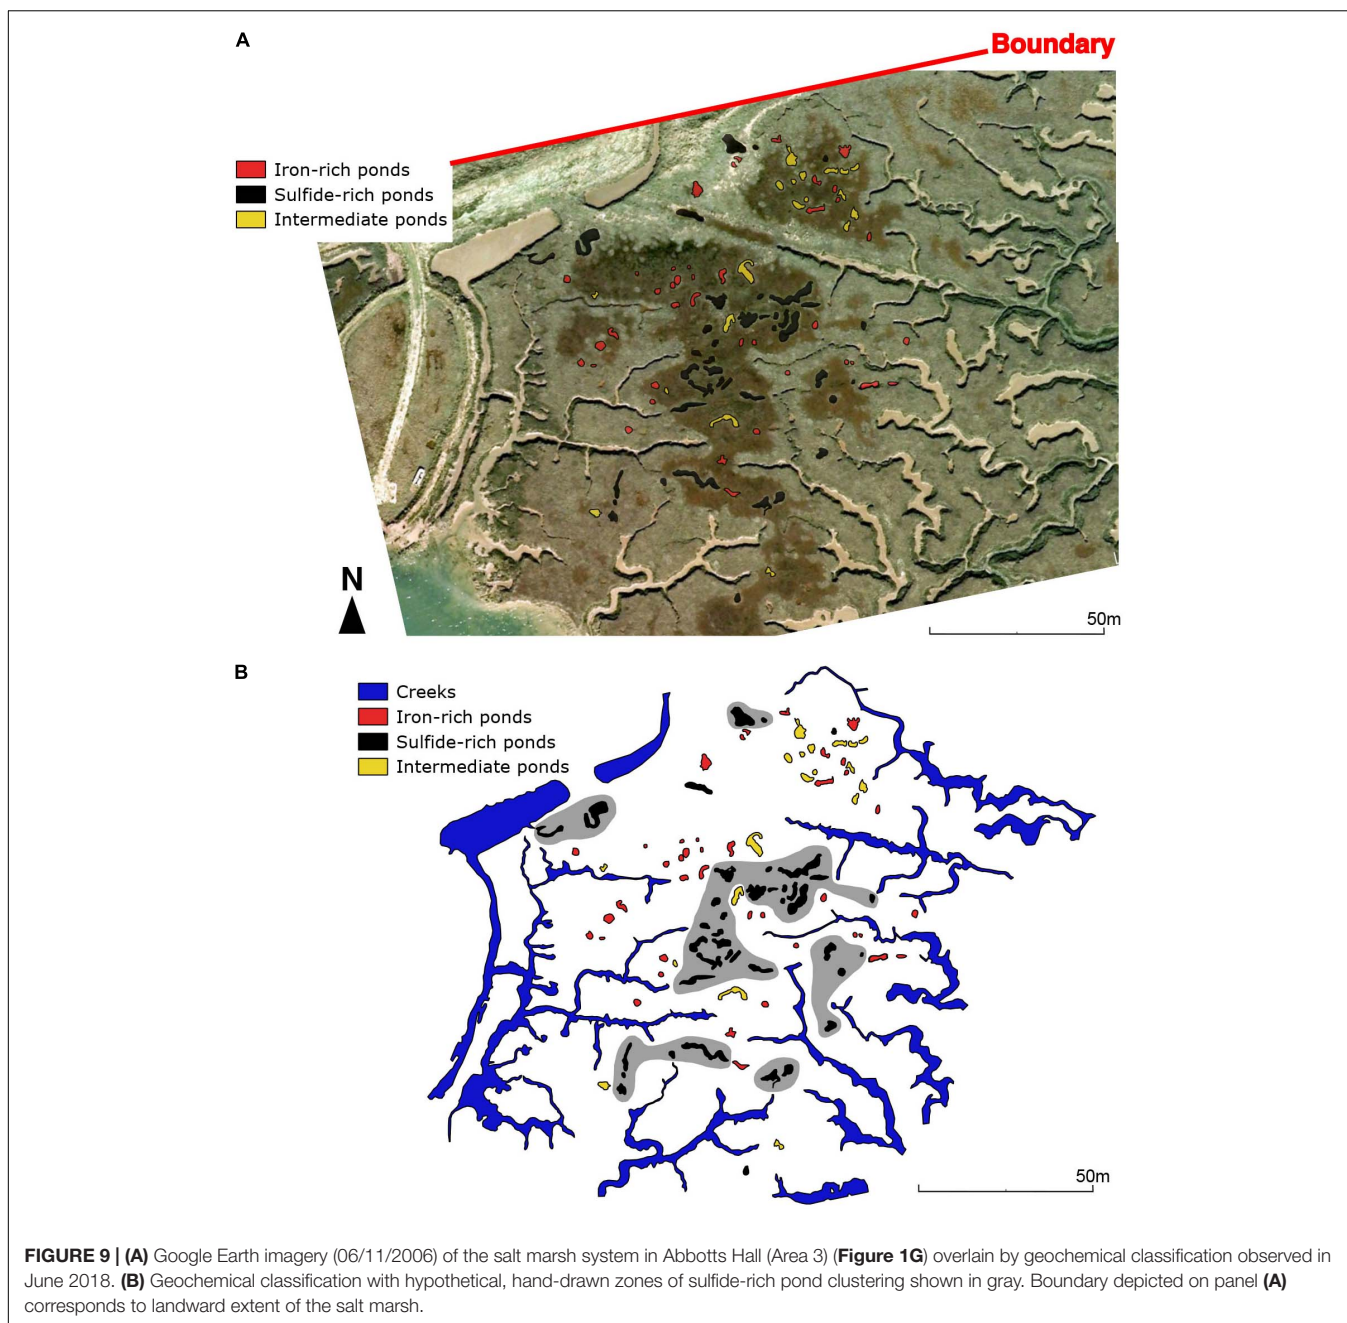 A
Boundary
Iron-rich ponds
Sulfide-rich ponds
Intermediate ponds
N
50m
B
Creeks
Iron-rich ponds
Sulfide-rich ponds
Intermediate ponds
50m
FIGURE 9 | (A) Google Earth imagery (06/11/2006) of the salt marsh system in Abbotts Hall (Area 3) (Figure 1G) overlain by geochemical classification observed in
June 2018. (B) Geochemical classification with hypothetical, hand-drawn zones of sulfide-rich pond clustering shown in gray. Boundary depicted on panel (A)
corresponds to landward extent of the salt marsh.